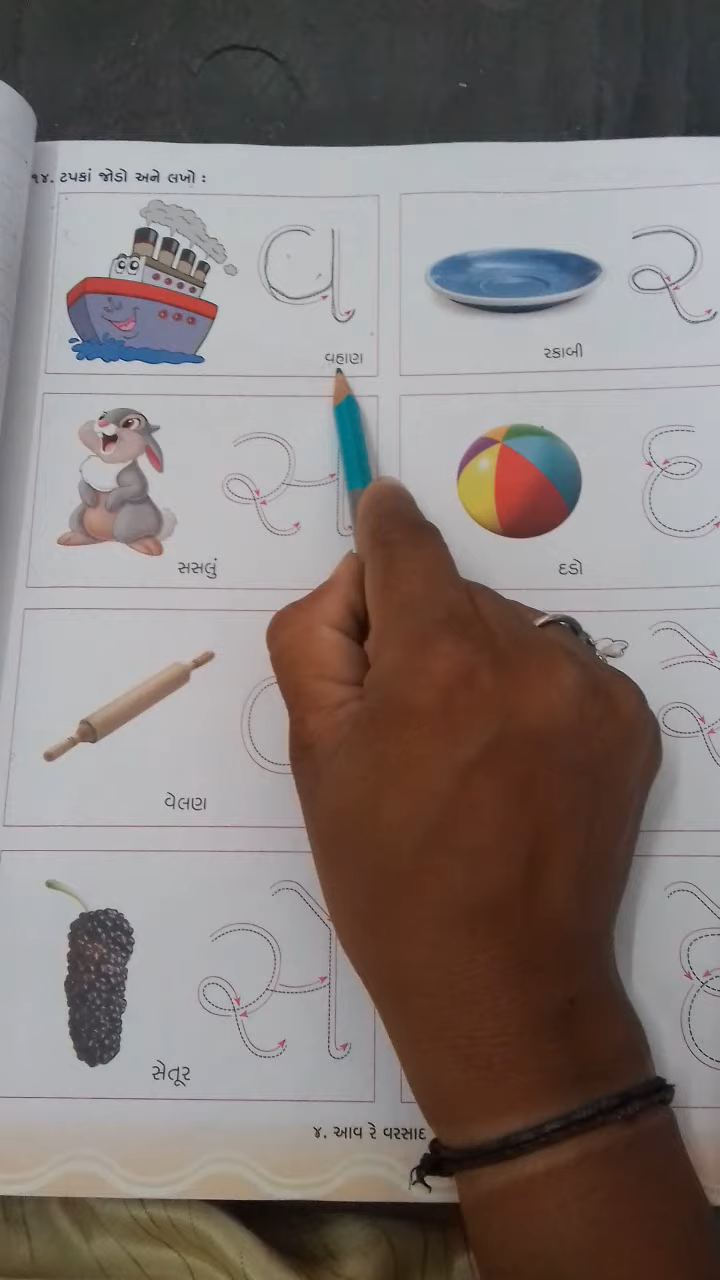 ૧૪. ટપકાં જોડો અને લખો :
વ
વહાણ
ર
રકાબી
સ
સસલું
દ
દડો
વેલણ
સે
સેતૂર
૪. આવ રે વરસાદ